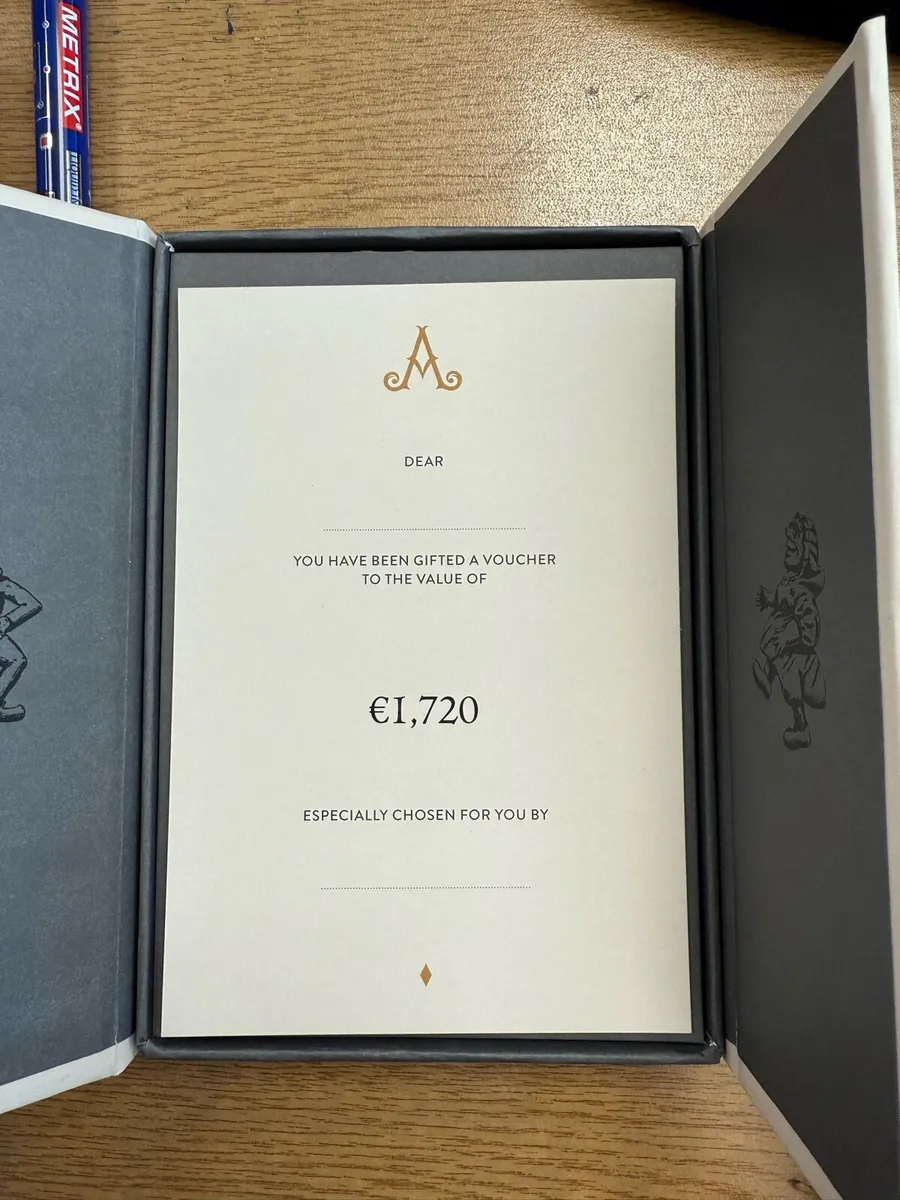 METRIX®
A
DEAR
YOU HAVE BEEN GIFTED A VOUCHER
TO THE VALUE OF
€1,720
ESPECIALLY CHOSEN FOR YOU BY